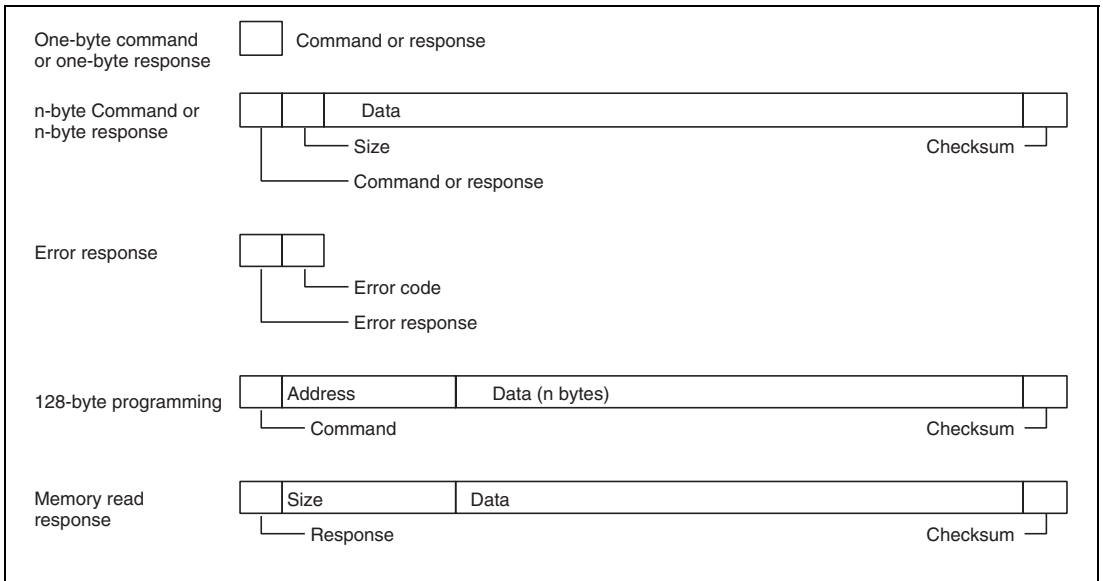 One-byte command
or one-byte response
Command or response
n-byte Command or
n-byte response
Data
Size
Checksum
Command or response
Error response
Error code
Error response
128-byte programming
Address
Data (n bytes)
Command
Checksum
Memory read
response
Size
Data
Response
Checksum